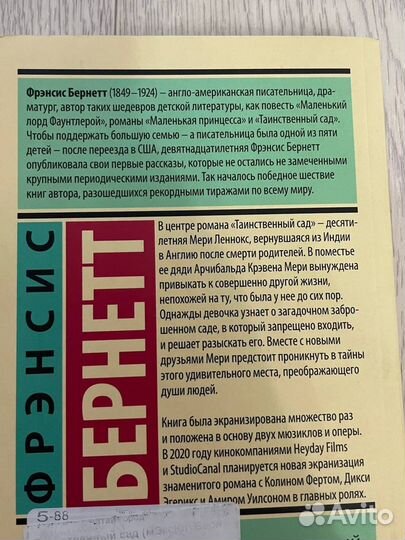 Фрэнсис Бернетт (1849–1924) – англо-американская писательница, дра-
матург, автор таких шедевров детской литературы, как повесть «Маленький
лорд Фаунтлерой», романы «Маленькая принцесса» и «Таинственный сад».
Чтобы поддержать большую семью – а писательница была одной из пяти
детей – после переезда в США, девятнадцатилетняя Фрэнсис Бернетт
опубликовала свои первые рассказы, которые не остались не замеченными
крупными периодическими изданиями. Так началось победное шествие
книг автора, разошедшихся рекордными тиражами по всему миру.
ФРЭНСИС
БЕРНЕТТ
В центре романа «Таинственный сад» – десяти-
летняя Мери Леннокс, вернувшаяся из Индии
в Англию после смерти родителей. В поместье
ее дяди Арчибальда Крэвена Мери вынуждена
привыкать к совершенно другой жизни,
непохожей на ту, что была у нее до сих пор.
Однажды девочка узнает о загадочном забро-
шенном саде, в который запрещено входить,
и решает разыскать его. Вместе с новыми
друзьями Мери предстоит проникнуть в тайны
этого удивительного места, преображающего
души людей.
Книга была экранизирована множество раз
и положена в основу двух мюзиклов и оперы.
В 2020 году кинокомпаниями Heyday Films
и StudioCanal планируется новая экранизация
знаменитого романа с Колином Фертом, Дикси
Эгерикс и Амиром Уилсоном в главных ролях.
5-88
Avito